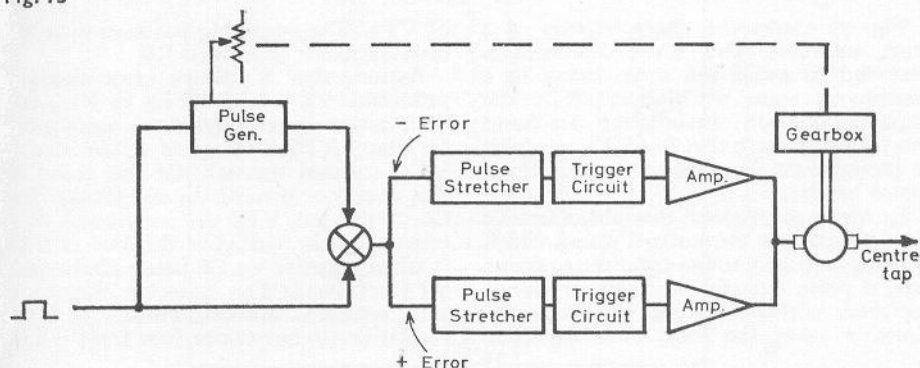 Pulse
Gen.
Gearbox
− Error
Pulse
Stretcher
Trigger
Circuit
Amp.
Centre
tap
Pulse
Stretcher
Trigger
Circuit
Amp.
+ Error